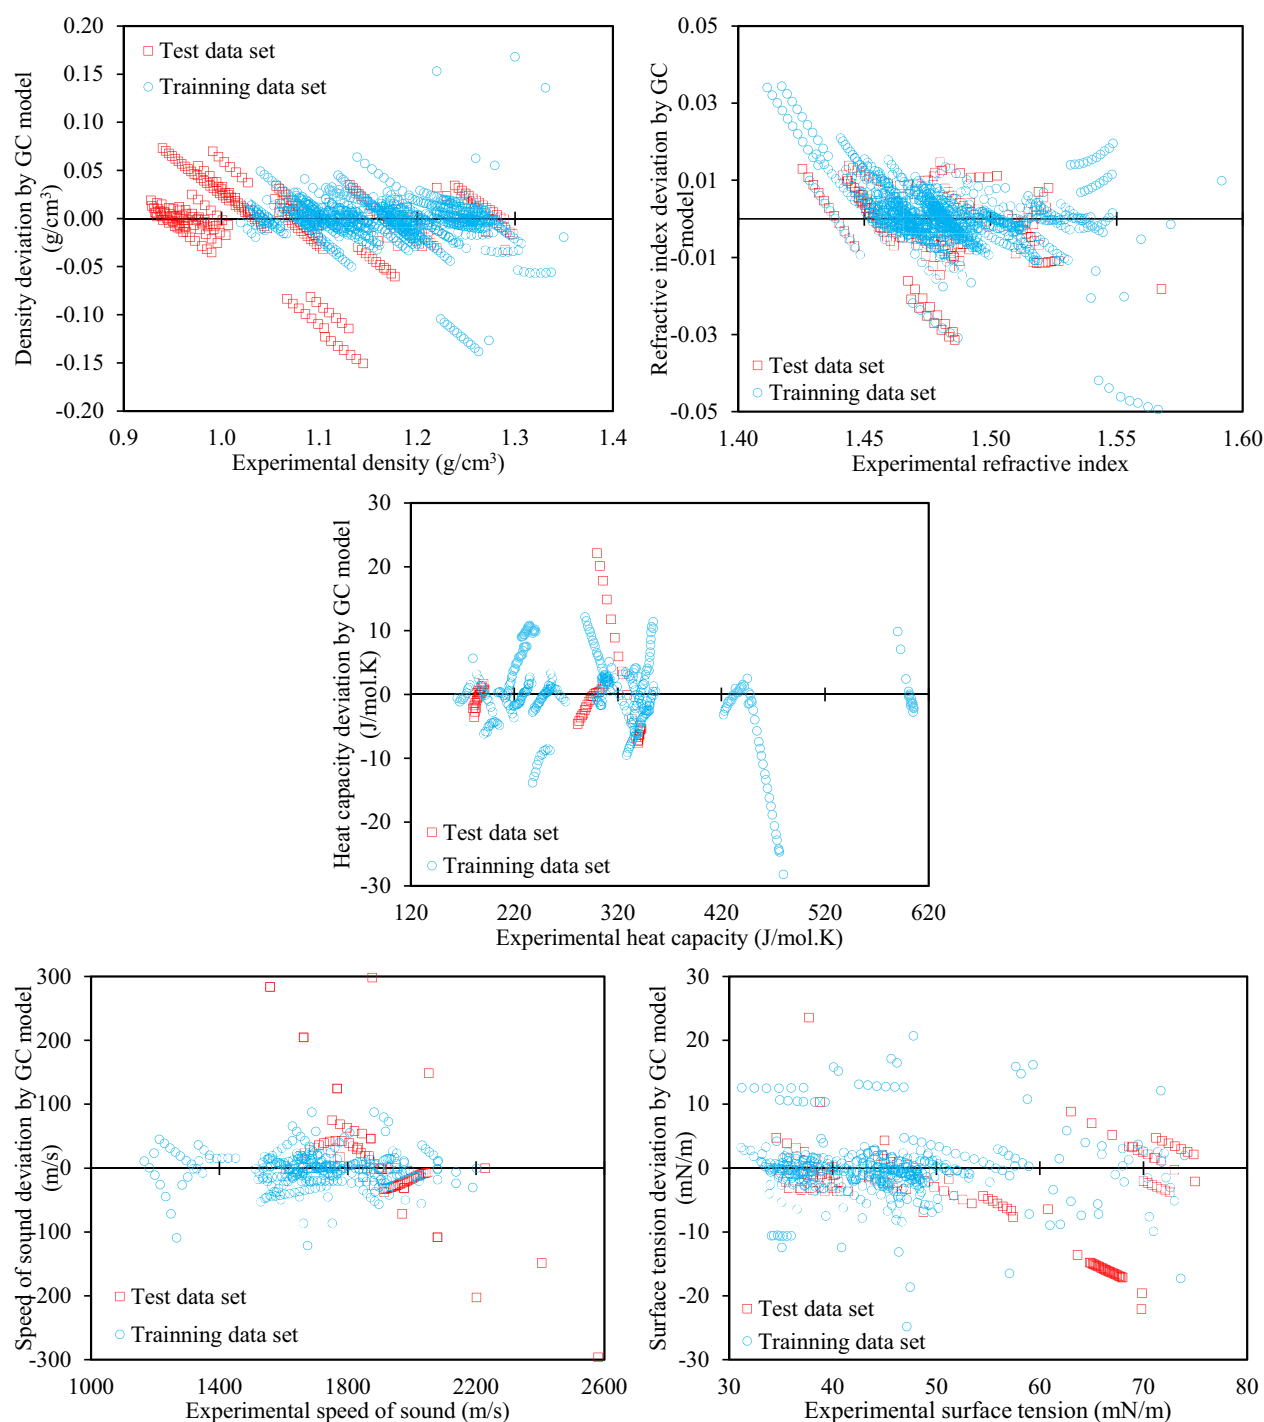 Density deviation by GC model
(g/cm³)
0.20
0.15
0.10
0.05
0.00
-0.05
-0.10
-0.15
-0.20
Test data set
Trainning data set
0.9 1.0 1.1 1.2 1.3 1.4
Experimental density (g/cm³)
Refractive index deviation by GC
model
0.05
0.03
0.01
-0.01
-0.03
-0.05
Test data set
Trainning data set
1.40 1.45 1.50 1.55 1.60
Experimental refractive index
Heat capacity deviation by GC model
(J/mol.K)
30
20
10
0
-10
-20
-30
Test data set
Trainning data set
120 220 320 420 520 620
Experimental heat capacity (J/mol.K)
Speed of sound deviation by GC model
(m/s)
300
200
100
0
-100
-200
-300
Test data set
Trainning data set
1000 1400 1800 2200 2600
Experimental speed of sound (m/s)
Surface tension deviation by GC model
(mN/m)
30
20
10
0
-10
-20
-30
Test data set
Trainning data set
30 40 50 60 70 80
Experimental surface tension (mN/m)